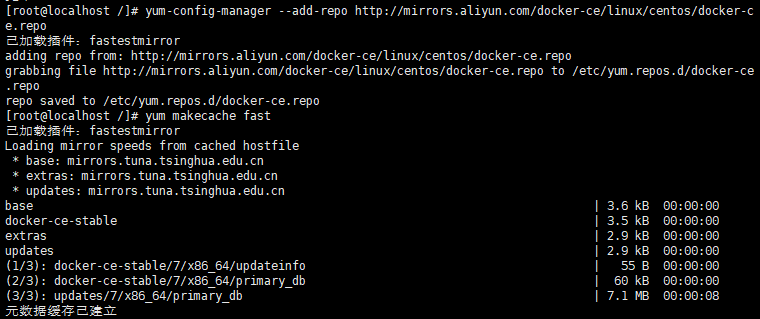 [root@localhost /]# yum-config-manager --add-repo http://mirrors.aliyun.com/docker-ce/linux/centos/docker-c
e.repo
已加载插件：fastestmirror
adding repo from: http://mirrors.aliyun.com/docker-ce/linux/centos/docker-ce.repo
grabbing file http://mirrors.aliyun.com/docker-ce/linux/centos/docker-ce.repo to /etc/yum.repos.d/docker-ce
.repo
repo saved to /etc/yum.repos.d/docker-ce.repo
[root@localhost /]# yum makecache fast
已加载插件：fastestmirror
Loading mirror speeds from cached hostfile
 * base: mirrors.tuna.tsinghua.edu.cn
 * extras: mirrors.tuna.tsinghua.edu.cn
 * updates: mirrors.tuna.tsinghua.edu.cn
base | 3.6 kB 00:00:00
docker-ce-stable | 3.5 kB 00:00:00
extras | 2.9 kB 00:00:00
updates | 2.9 kB 00:00:00
(1/3): docker-ce-stable/7/x86_64/updateinfo | 55 B 00:00:00
(2/3): docker-ce-stable/7/x86_64/primary_db | 60 kB 00:00:00
(3/3): updates/7/x86_64/primary_db | 7.1 MB 00:00:08
元数据缓存已建立